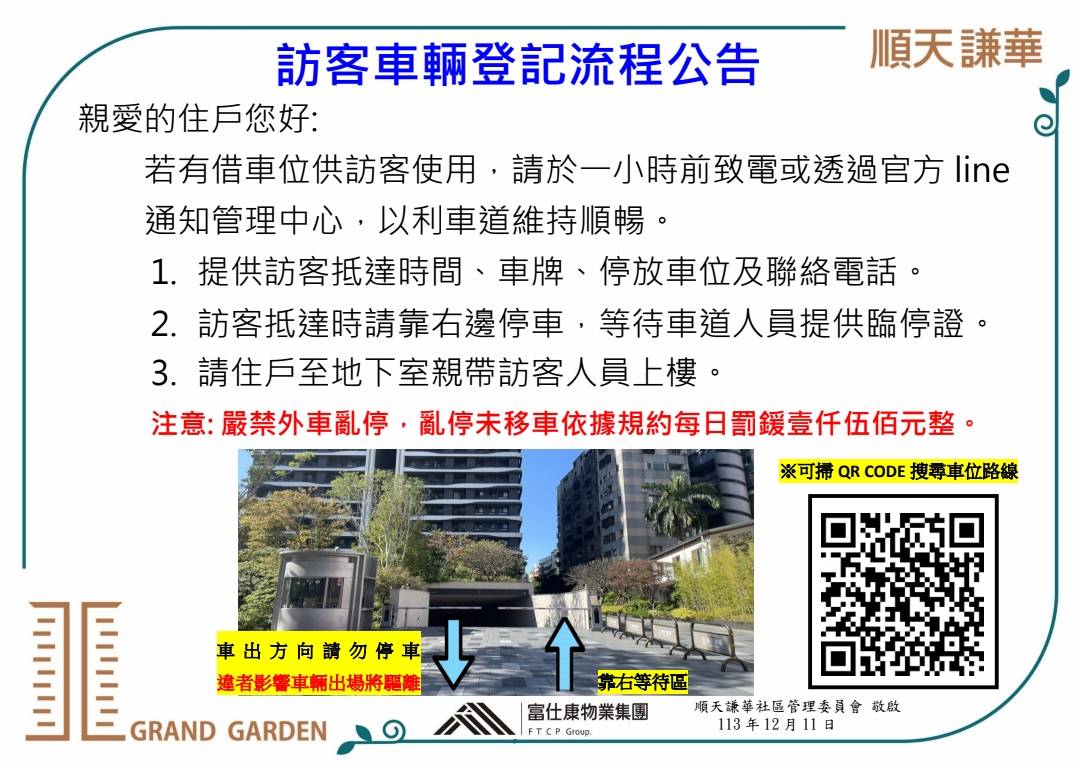 順天謙華
訪客車輛登記流程公告
親愛的住戶您好:
若有借車位供訪客使用，請於一小時前致電或透過官方 line
通知管理中心，以利車道維持順暢。
1. 提供訪客抵達時間、車牌、停放車位及聯絡電話。
2. 訪客抵達時請靠右邊停車，等待車道人員提供臨停證。
3. 請住戶至地下室親帶訪客人員上樓。
注意: 嚴禁外車亂停，亂停未移車依據規約每日罰鍰壹仟伍佰元整。
※可掃 QR CODE 搜尋車位路線
車出方向請勿停車
違者影響車輛出場將驅離
靠右等待區
GRAND GARDEN
富仕康物業集團
FTCP Group.
順天謙華社區管理委員會 敬啟
113 年 12 月 11 日